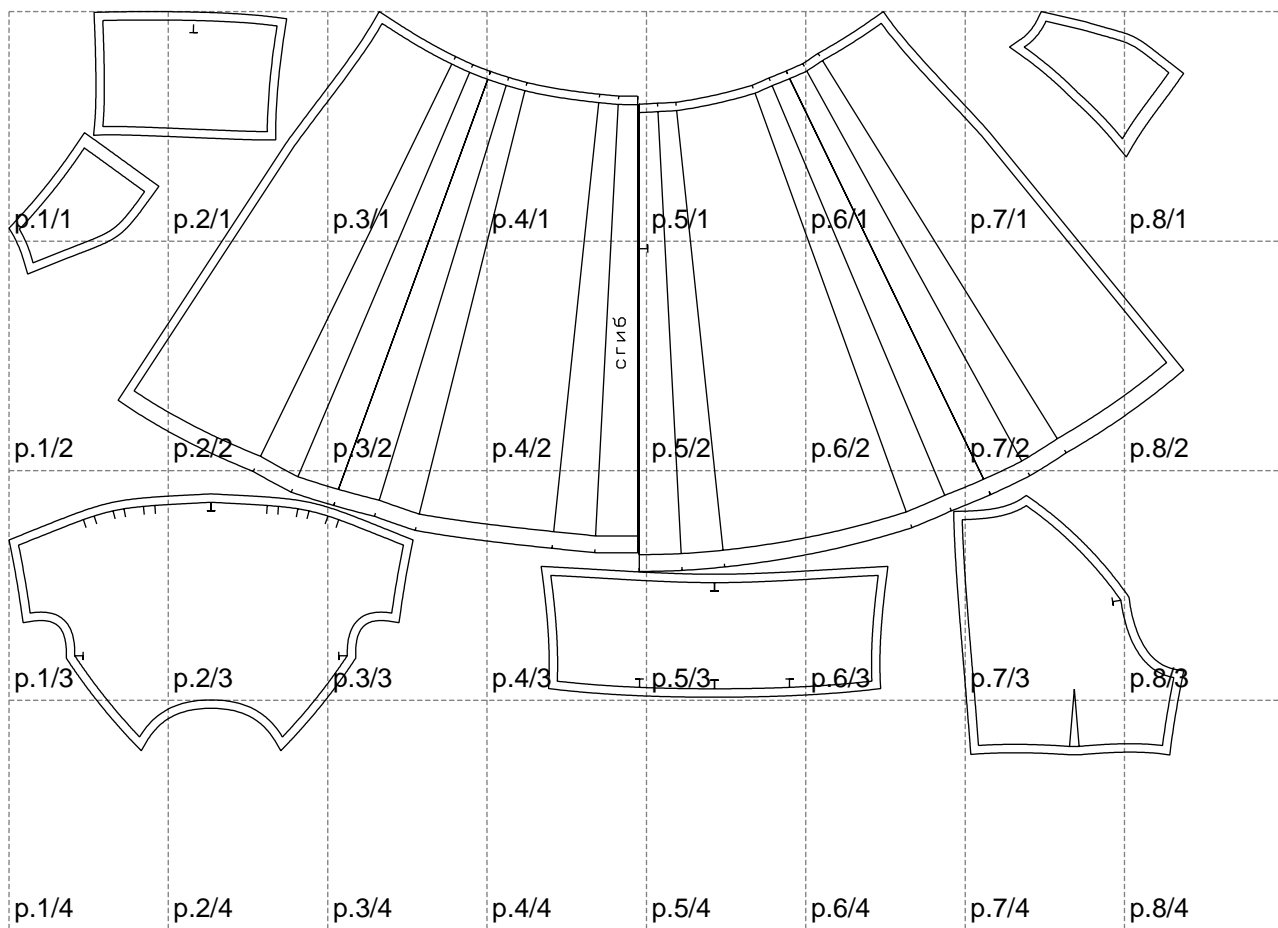 p.1/1 p.2/1 p.3/1 p.4/1 p.5/1 p.6/1 p.7/1 p.8/1
сгиб
p.1/2 p.2/2 p.3/2 p.4/2 p.5/2 p.6/2 p.7/2 p.8/2
p.1/3 p.2/3 p.3/3 p.4/3 p.5/3 p.6/3 p.7/3 p.8/3
p.1/4 p.2/4 p.3/4 p.4/4 p.5/4 p.6/4 p.7/4 p.8/4